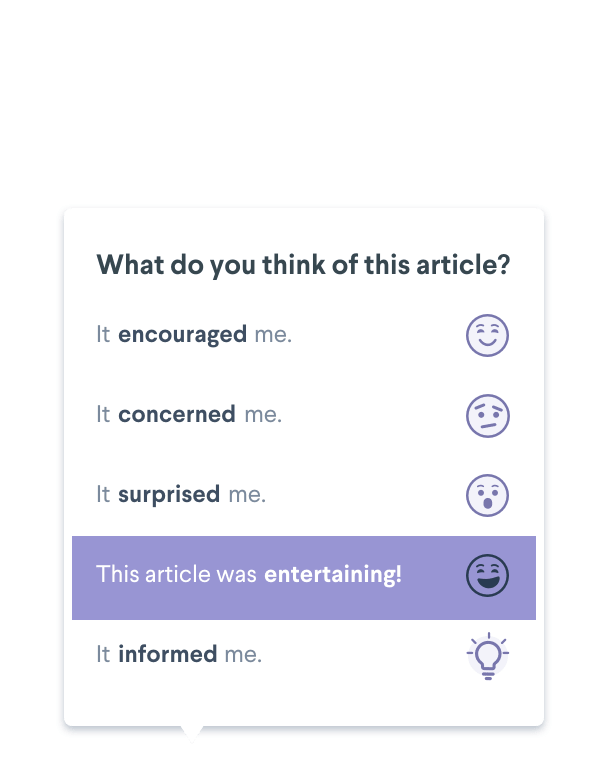 What do you think of this article?
It encouraged me.
It concerned me.
It surprised me.
This article was entertaining!
It informed me.